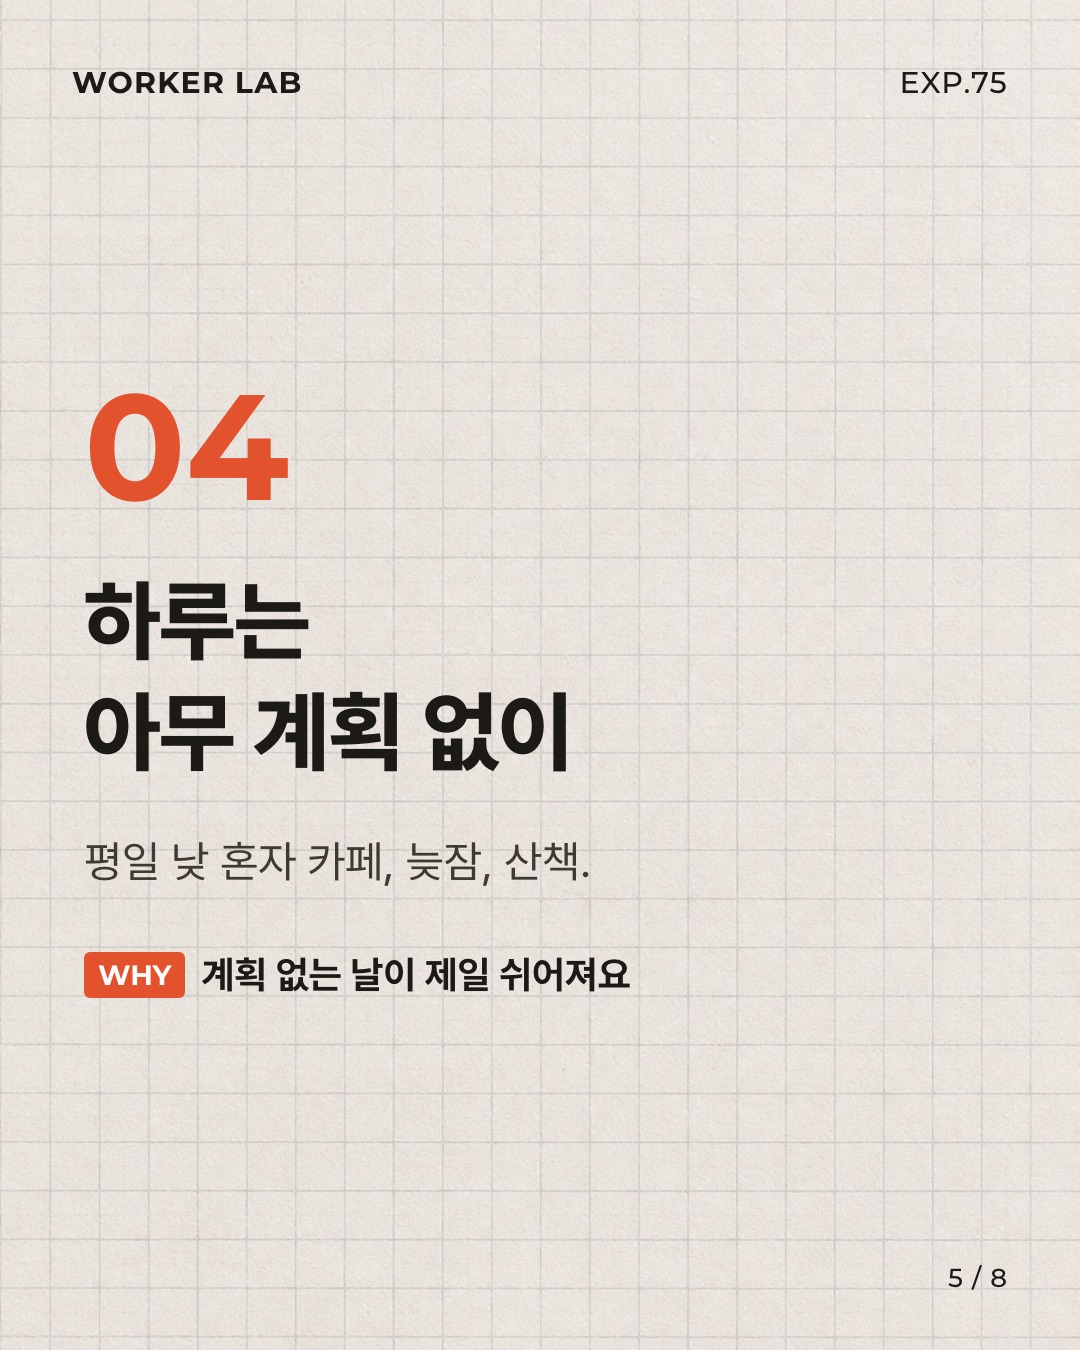 WORKER LAB
EXP.75
04
하루는
아무 계획 없이
평일 낮 혼자 카페, 늦잠, 산책.
WHY 계획 없는 날이 제일 쉬어져요
5 / 8